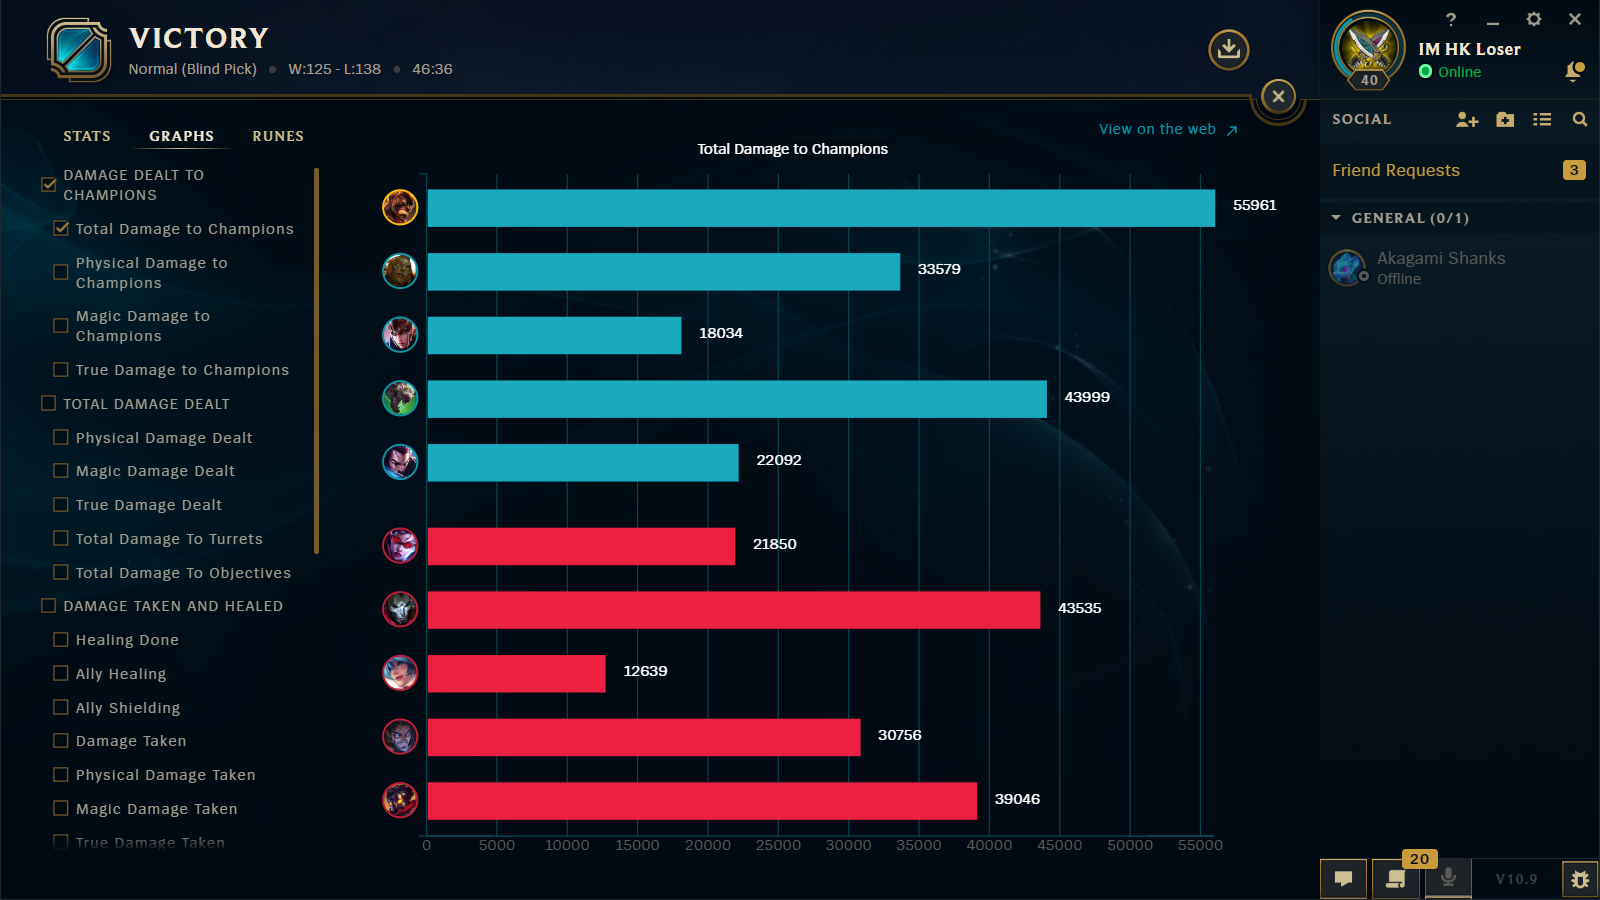 VICTORY
Normal (Blind Pick) • W:125 - L:138 • 46:36
?
IM HK Loser
Online
40
STATS GRAPHS RUNES
View on the web
Total Damage to Champions
SOCIAL
Friend Requests 3
GENERAL (0/1)
Akagami Shanks
Offline
DAMAGE DEALT TO
CHAMPIONS
Total Damage to Champions
Physical Damage to
Champions
Magic Damage to
Champions
True Damage to Champions
TOTAL DAMAGE DEALT
Physical Damage Dealt
Magic Damage Dealt
True Damage Dealt
Total Damage To Turrets
Total Damage To Objectives
DAMAGE TAKEN AND HEALED
Healing Done
Ally Healing
Ally Shielding
Damage Taken
Physical Damage Taken
Magic Damage Taken
True Damage Taken
55961
33579
18034
43999
22092
21850
43535
12639
30756
39046
0 5000 10000 15000 20000 25000 30000 35000 40000 45000 50000 55000
20
V10.9